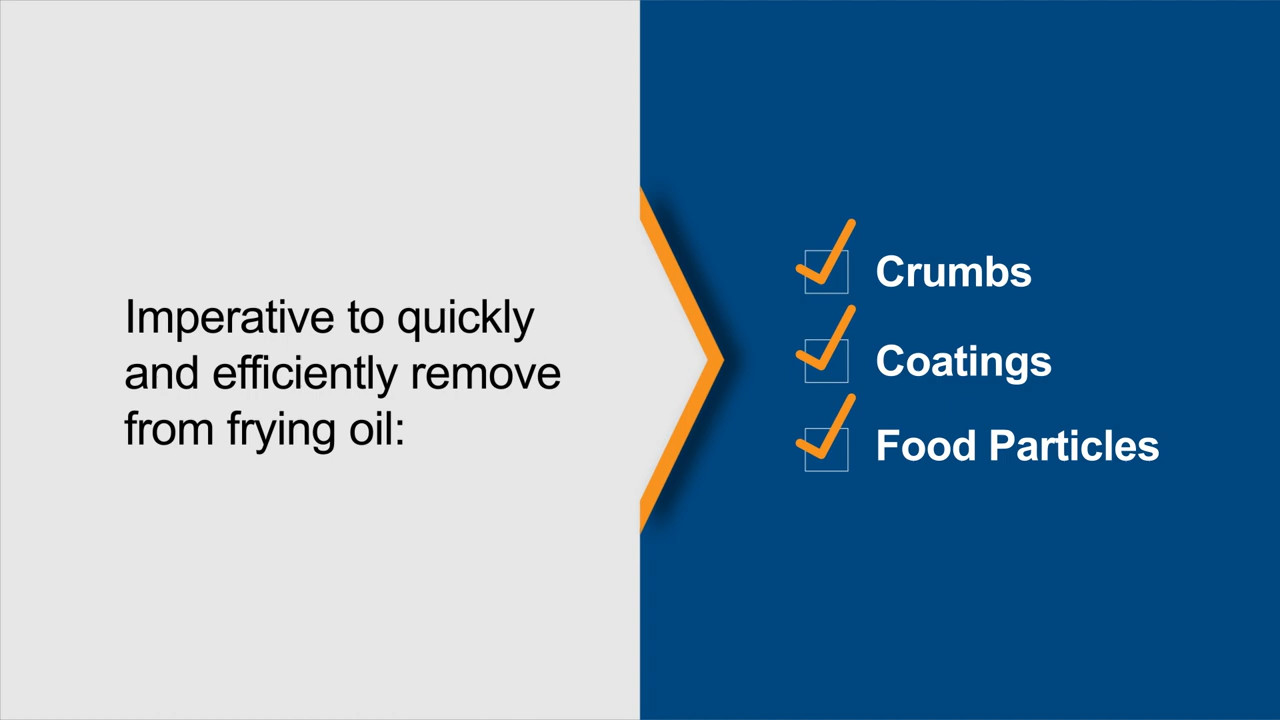 Imperative to quickly
and efficiently remove
from frying oil:
Crumbs
Coatings
Food Particles